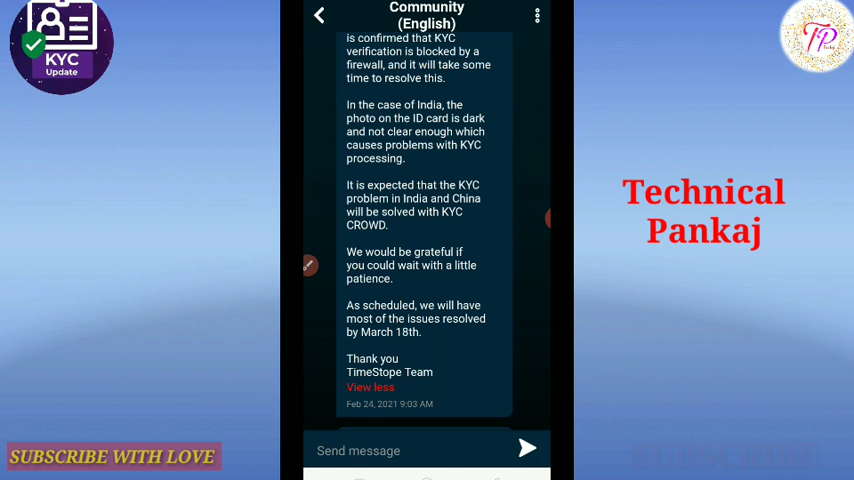 KYC
Update
Community
(English)
is confirmed that KYC
verification is blocked by a
firewall, and it will take some
time to resolve this.
In the case of India, the
photo on the ID card is dark
and not clear enough which
causes problems with KYC
processing.
It is expected that the KYC
problem in India and China
will be solved with KYC
CROWD.
We would be grateful if
you could wait with a little
patience.
As scheduled, we will have
most of the issues resolved
by March 18th.
Thank you
TimeStope Team
View less
Feb 24, 2021 9:03 AM
Send message
TP
Technical
Pankaj
SUBSCRIBE WITH LOVE